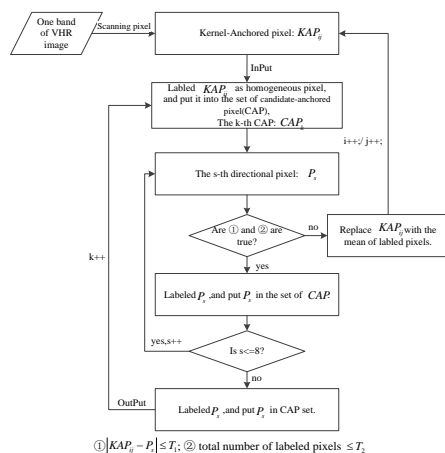 One band
of VHR
image
Scanning pixel
Kernel-Anchored pixel: KAP_ij
InPut
Labled KAP_ij as homogeneous pixel,
and put it into the set of candidate-anchored
pixel(CAP),
The k-th CAP: CAP_k
i++;/ j++;
The s-th directional pixel: P_s
k++
Are ① and ② are
true?
no
Replace KAP_ij with the
mean of labled pixels.
yes
Labeled P_s ,and put P_s in the set of CAP.
yes,s++
Is s<=8?
no
OutPut
Labeled P_s ,and put P_s in CAP set.
①|KAP_ij − P_s| ≤ T_1; ② total number of labeled pixels ≤ T_2